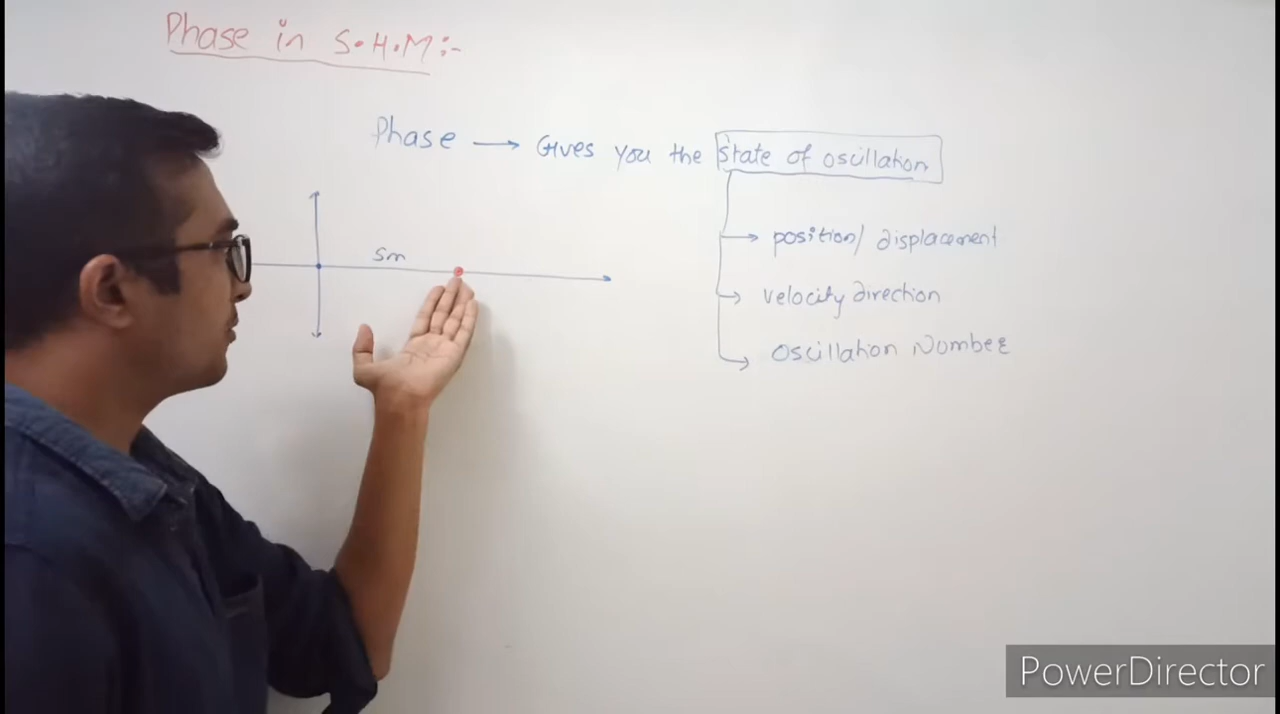 Phase in S.H.M:-
Phase → Gives you the state of oscillation
5m
→ position/ displacement
→ velocity direction
→ Oscillation Number
PowerDirector